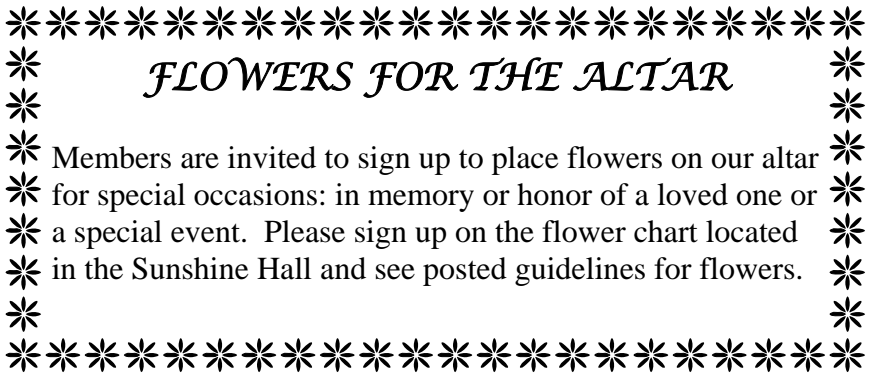 FLOWERS FOR THE ALTAR
Members are invited to sign up to place flowers on our altar
for special occasions: in memory or honor of a loved one or
a special event.  Please sign up on the flower chart located
in the Sunshine Hall and see posted guidelines for flowers.